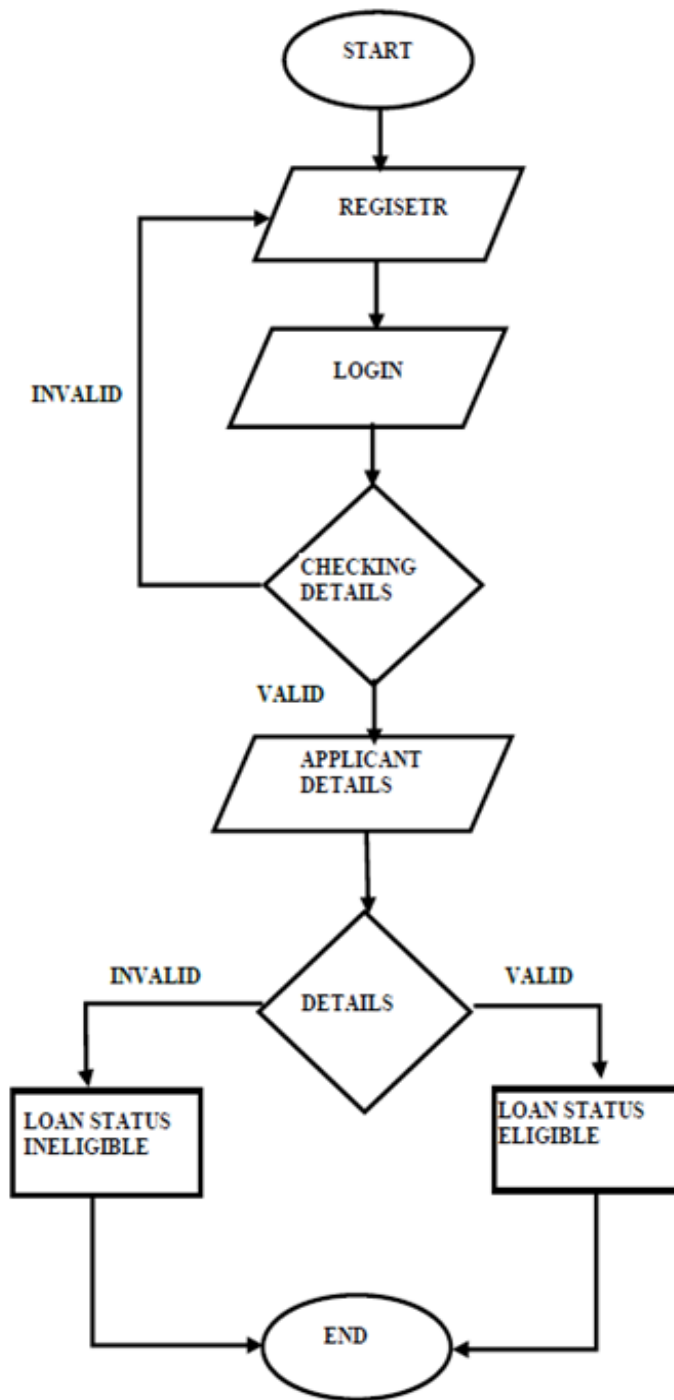 START
REGISETR
LOGIN
INVALID
CHECKING
DETAILS
VALID
APPLICANT
DETAILS
INVALID
VALID
DETAILS
LOAN STATUS
INELIGIBLE
LOAN STATUS
ELIGIBLE
END